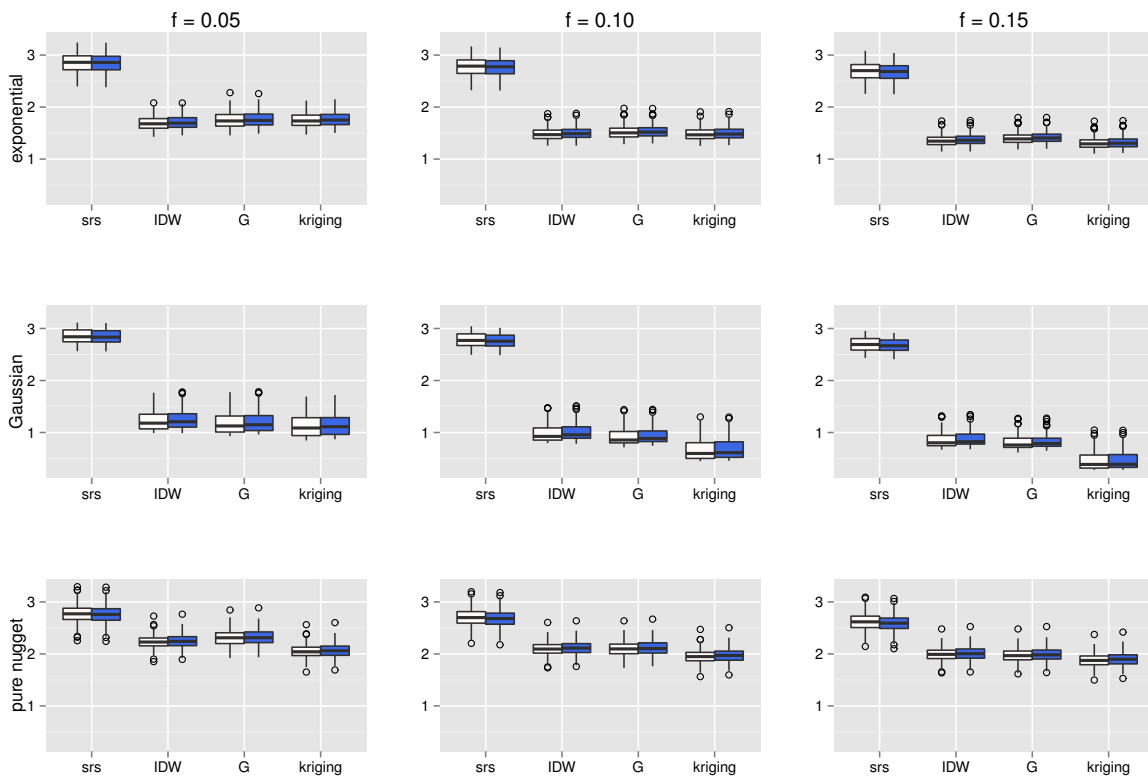 f = 0.05 f = 0.10 f = 0.15
exponential
3 3 3
2 2 2
1 1 1
srs IDW G kriging srs IDW G kriging srs IDW G kriging
Gaussian
3 3 3
2 2 2
1 1 1
srs IDW G kriging srs IDW G kriging srs IDW G kriging
pure nugget
3 3 3
2 2 2
1 1 1
srs IDW G kriging srs IDW G kriging srs IDW G kriging